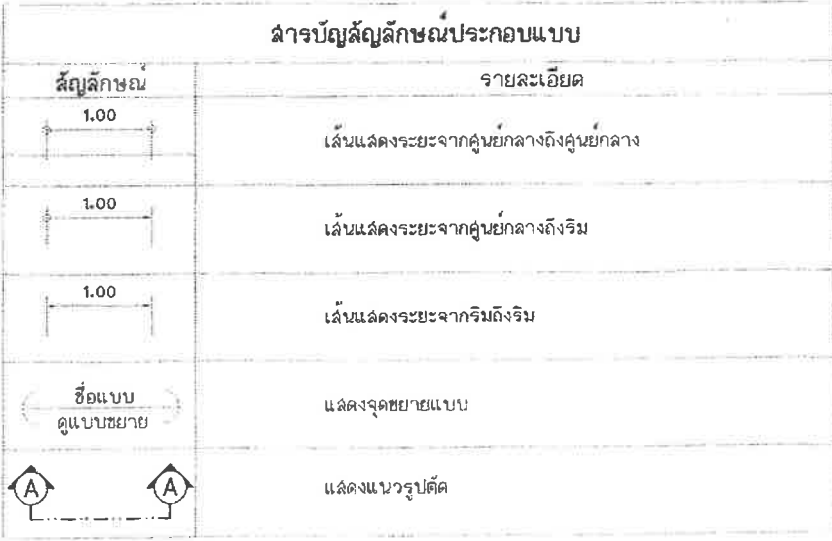 สารบัญสัญลักษณ์ประกอบแบบ
สัญลักษณ์ รายละเอียด
1.00
เส้นแสดงระยะจากศูนย์กลางถึงศูนย์กลาง
1.00
เส้นแสดงระยะจากศูนย์กลางถึงริม
1.00
เส้นแสดงระยะจากริมถึงริม
ชื่อแบบ
ดูแบบขยาย
แสดงจุดขยายแบบ
A A
แสดงแนวรูปตัด